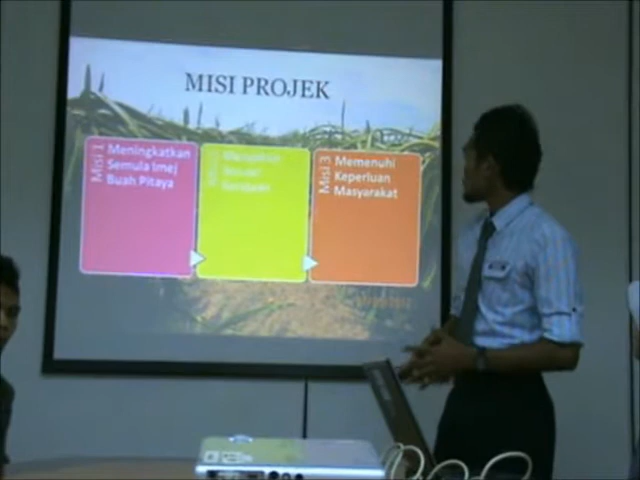 MISI PROJEK
Misi 1
Meningkatkan
Semula Imej
Buah Pitaya
Misi 3
Memenuhi
Keperluan
Masyarakat